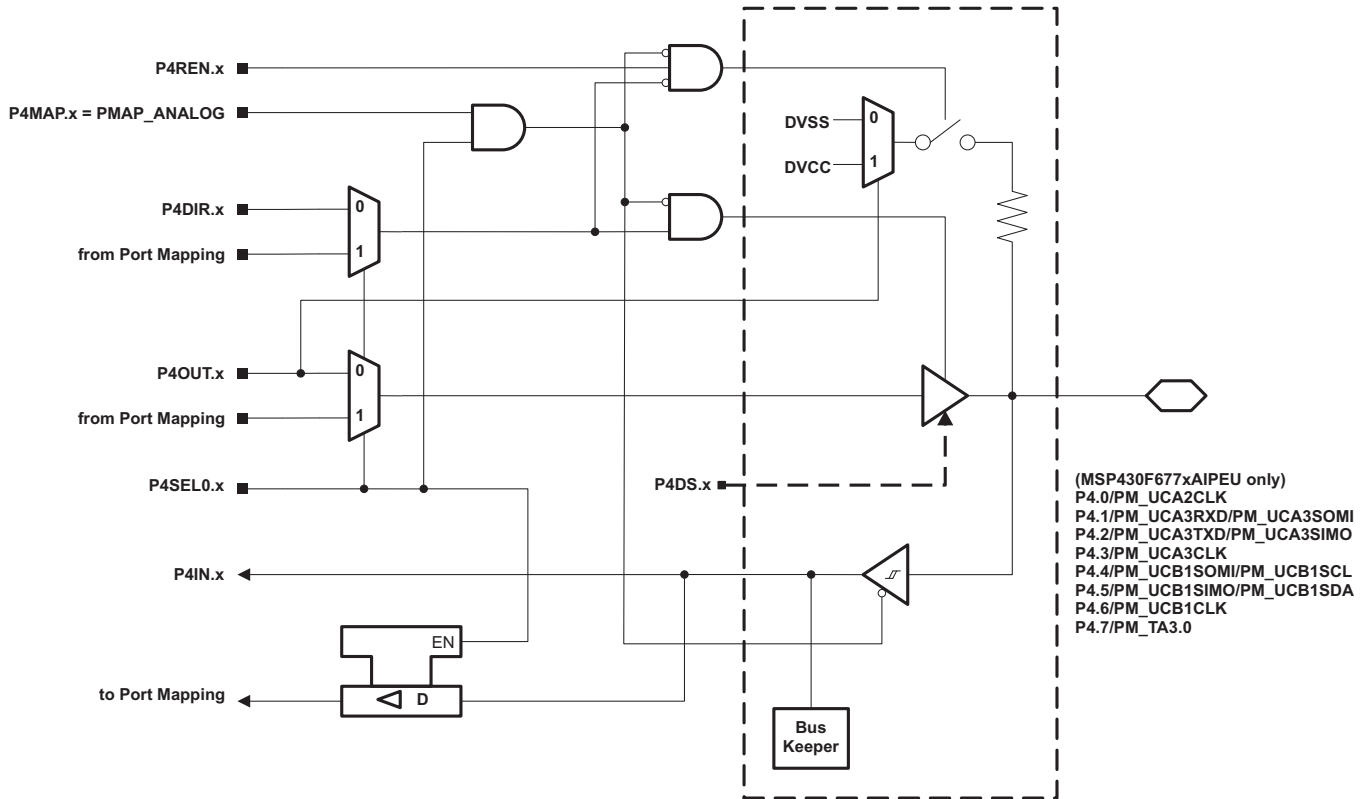 P4REN.x
P4MAP.x = PMAP_ANALOG
DVSS
0
DVCC
1
P4DIR.x
0
from Port Mapping
1
P4OUT.x
0
from Port Mapping
1
P4SEL0.x
P4DS.x
(MSP430F677xAIPEU only)
P4.0/PM_UCA2CLK
P4.1/PM_UCA3RXD/PM_UCA3SOMI
P4.2/PM_UCA3TXD/PM_UCA3SIMO
P4.3/PM_UCA3CLK
P4.4/PM_UCB1SOMI/PM_UCB1SCL
P4.5/PM_UCB1SIMO/PM_UCB1SDA
P4.6/PM_UCB1CLK
P4.7/PM_TA3.0
P4IN.x
EN
to Port Mapping
D
Bus
Keeper